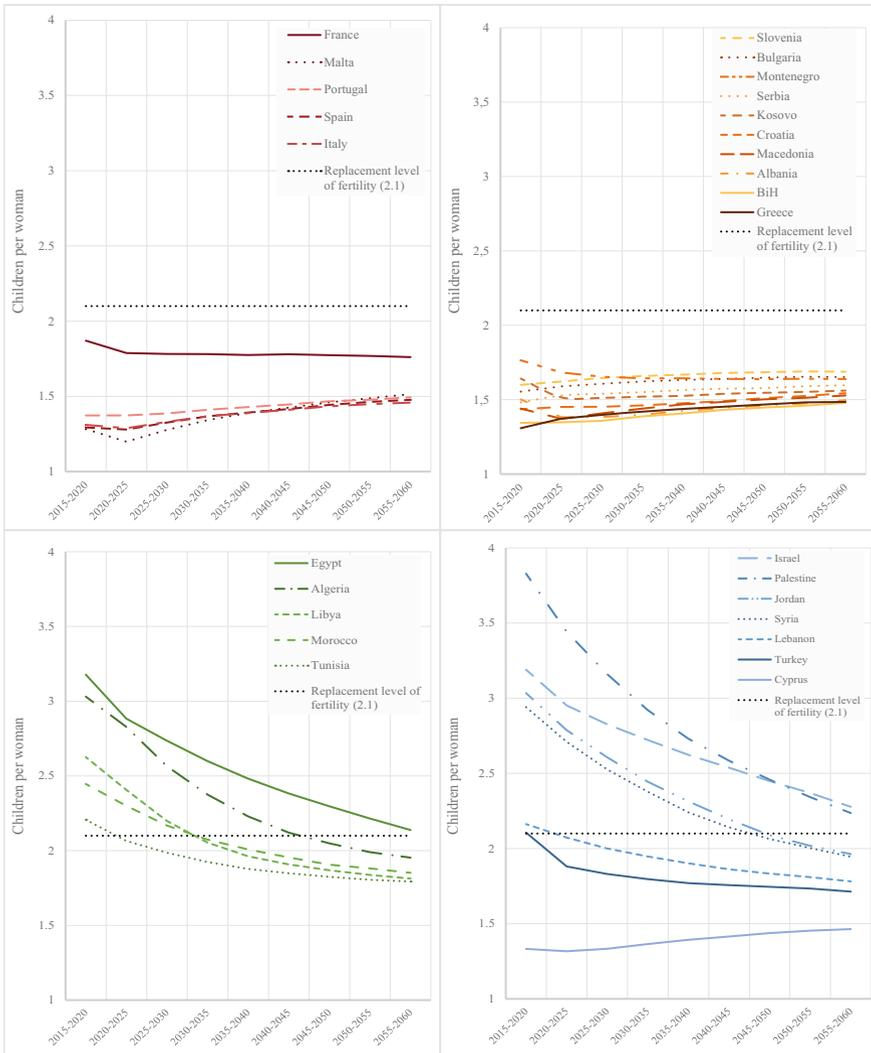 4
3.5
3
2.5
2
1.5
1
Children per woman
France
Malta
Portugal
Spain
Italy
Replacement level
of fertility (2.1)
2015-2020
2020-2025
2025-2030
2030-2035
2035-2040
2040-2045
2045-2050
2050-2055
2055-2060
4
3,5
3
2,5
2
1.5
1
Children per woman
Slovenia
Bulgaria
Montenegro
Serbia
Kosovo
Croatia
Macedonia
Albania
BiH
Greece
Replacement level
of fertility (2.1)
2015-2020
2020-2025
2025-2030
2030-2035
2035-2040
2040-2045
2045-2050
2050-2055
2055-2060
4
3.5
3
2.5
2
1.5
1
Children per woman
Egypt
Algeria
Libya
Morocco
Tunisia
Replacement level of
fertility (2.1)
2015-2020
2020-2025
2025-2030
2030-2035
2035-2040
2040-2045
2045-2050
2050-2055
2055-2060
4
3.5
3
2.5
2
1.5
1
Children per woman
Israel
Palestine
Jordan
Syria
Lebanon
Turkey
Cyprus
Replacement level
of fertility (2.1)
2015-2020
2020-2025
2025-2030
2030-2035
2035-2040
2040-2045
2045-2050
2050-2055
2055-2060